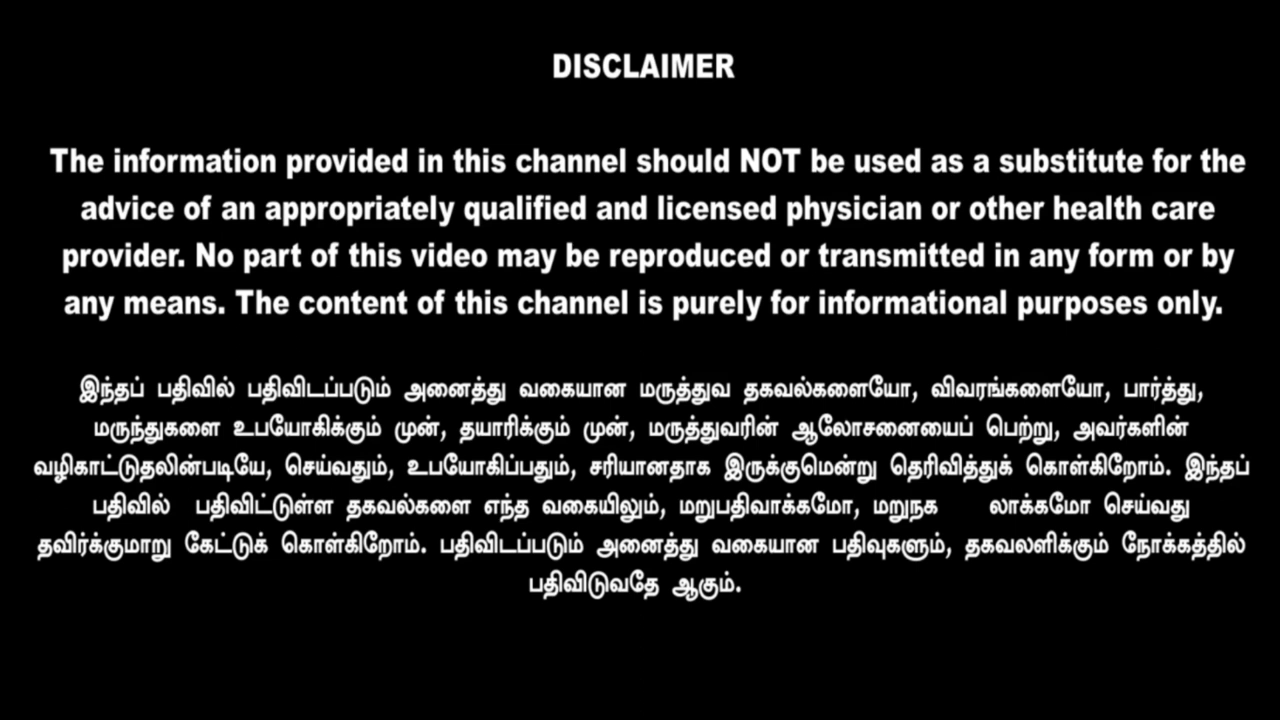 DISCLAIMER
The information provided in this channel should NOT be used as a substitute for the
advice of an appropriately qualified and licensed physician or other health care
provider. No part of this video may be reproduced or transmitted in any form or by
any means. The content of this channel is purely for informational purposes only.
இந்தப் பதிவில் பதிவிடப்படும் அனைத்து வகையான மருத்துவ தகவல்களையோ, விவரங்களையோ, பார்த்து,
மருந்துகளை உபயோகிக்கும் முன், தயாரிக்கும் முன், மருத்துவரின் ஆலோசனையைப் பெற்று, அவர்களின்
வழிகாட்டுதலின்படியே, செய்வதும், உபயோகிப்பதும், சரியானதாக இருக்குமென்று தெரிவித்துக் கொள்கிறோம். இந்தப்
பதிவில் பதிவிட்டுள்ள தகவல்களை எந்த வகையிலும், மறுபதிவாக்கமோ, மறுநக லாக்கமோ செய்வது
தவிர்க்குமாறு கேட்டுக் கொள்கிறோம். பதிவிடப்படும் அனைத்து வகையான பதிவுகளும், தகவலளிக்கும் நோக்கத்தில்
பதிவிடுவதே ஆகும்.